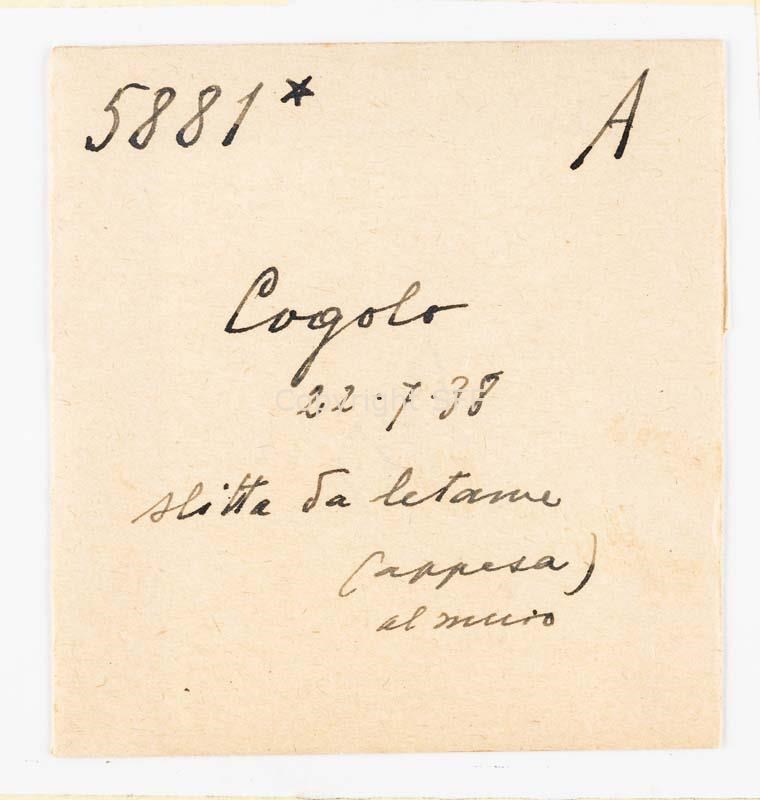 5881* A
Cogolo
22.7.38
slitta da letame
(appesa)
al muro